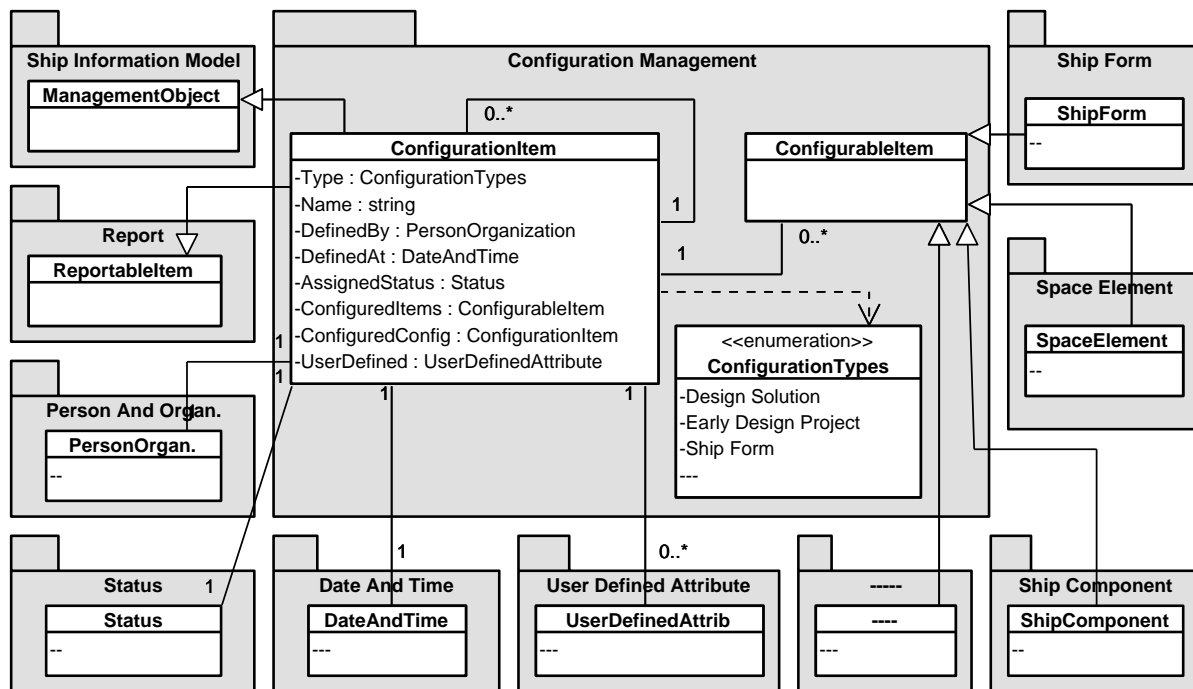 Ship Information Model
ManagementObject
Report
ReportableItem
Person And Organ.
PersonOrgan.
--
Status
Status
--
Configuration Management
0..*
ConfigurationItem
-Type : ConfigurationTypes
-Name : string
-DefinedBy : PersonOrganization
-DefinedAt : DateAndTime
-AssignedStatus : Status
-ConfiguredItems : ConfigurableItem
-ConfiguredConfig : ConfigurationItem
-UserDefined : UserDefinedAttribute
1
1
0..*
ConfigurableItem
<<enumeration>>
ConfigurationTypes
-Design Solution
-Early Design Project
-Ship Form
---
1
1
1
1
1
1
1
0..*
Date And Time
DateAndTime
---
User Defined Attribute
UserDefinedAttrib
---
-----
----
---
Ship Form
ShipForm
--
Space Element
SpaceElement
--
Ship Component
ShipComponent
--